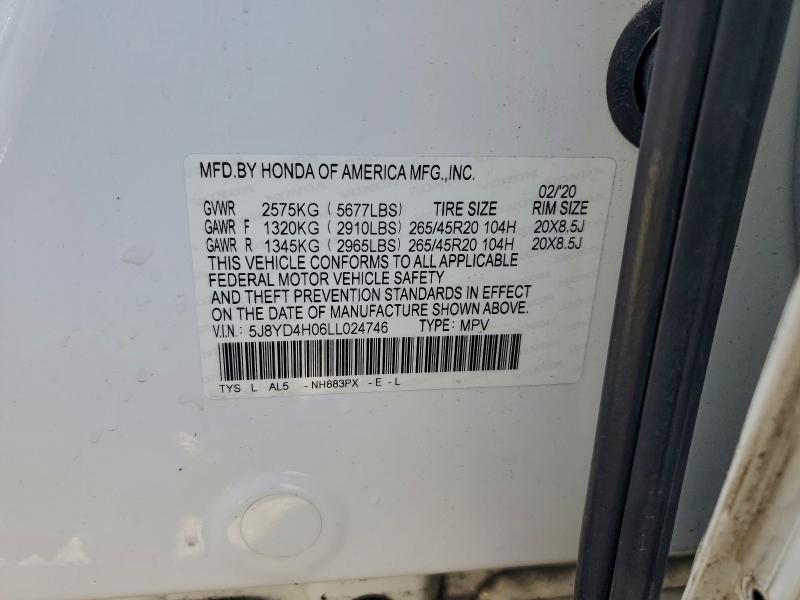 MFD.BY HONDA OF AMERICA MFG.,INC.
02/'20
GVWR 2575KG ( 5677LBS) TIRE SIZE RIM SIZE
GAWR F 1320KG ( 2910LBS) 265/45R20 104H 20X8.5J
GAWR R 1345KG ( 2965LBS) 265/45R20 104H 20X8.5J
THIS VEHICLE CONFORMS TO ALL APPLICABLE
FEDERAL MOTOR VEHICLE SAFETY
AND THEFT PREVENTION STANDARDS IN EFFECT
ON THE DATE OF MANUFACTURE SHOWN ABOVE.
V.I.N.: 5J8YD4H06LL024746 TYPE: MPV
TYS L AL5 - NH883PX - E - L